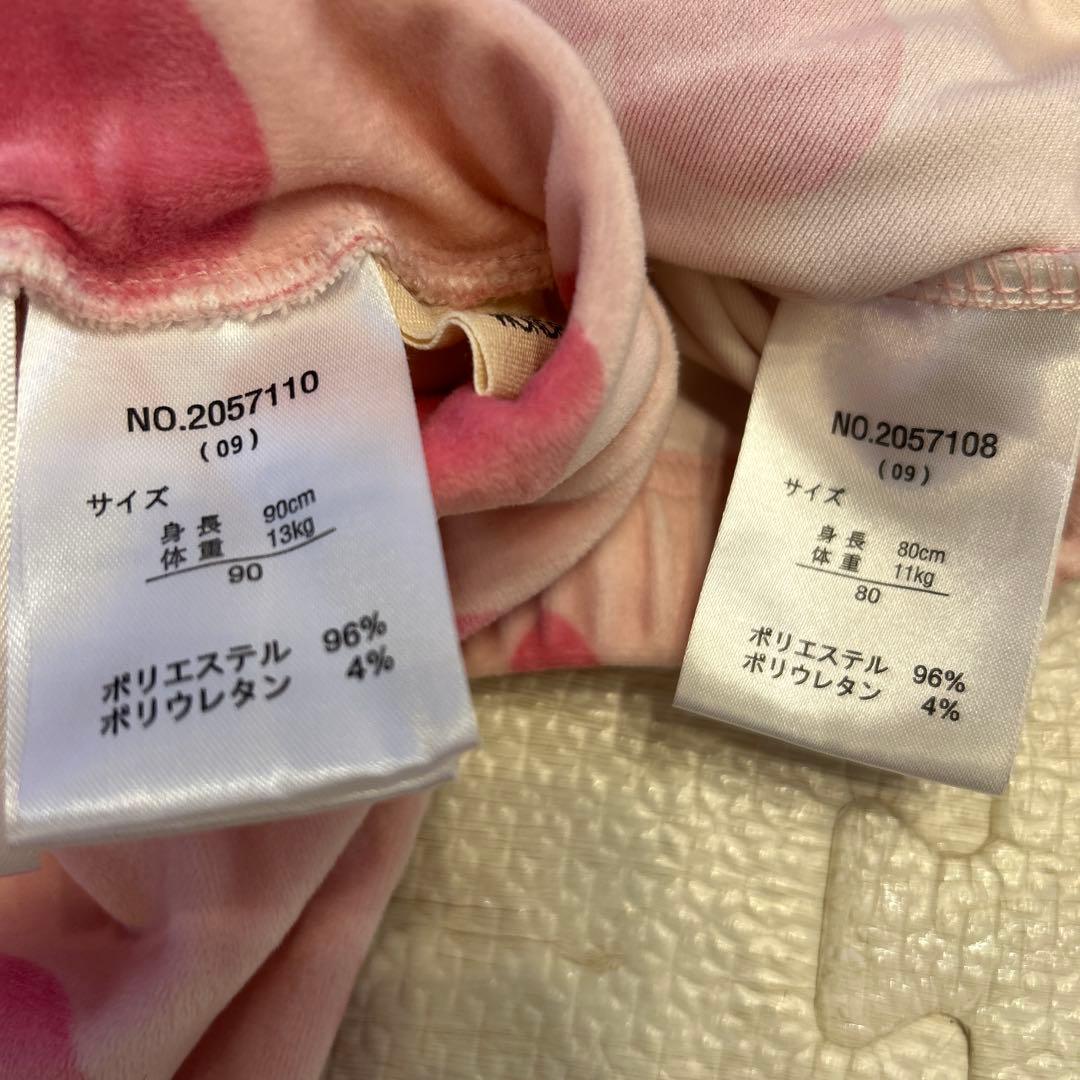 NO.2057110
(09)
サイズ
身長 90cm
体重 13kg
90
ポリエステル 96%
ポリウレタン 4%
NO.2057108
(09)
サイズ
身長 80cm
体重 11kg
80
ポリエステル 96%
ポリウレタン 4%